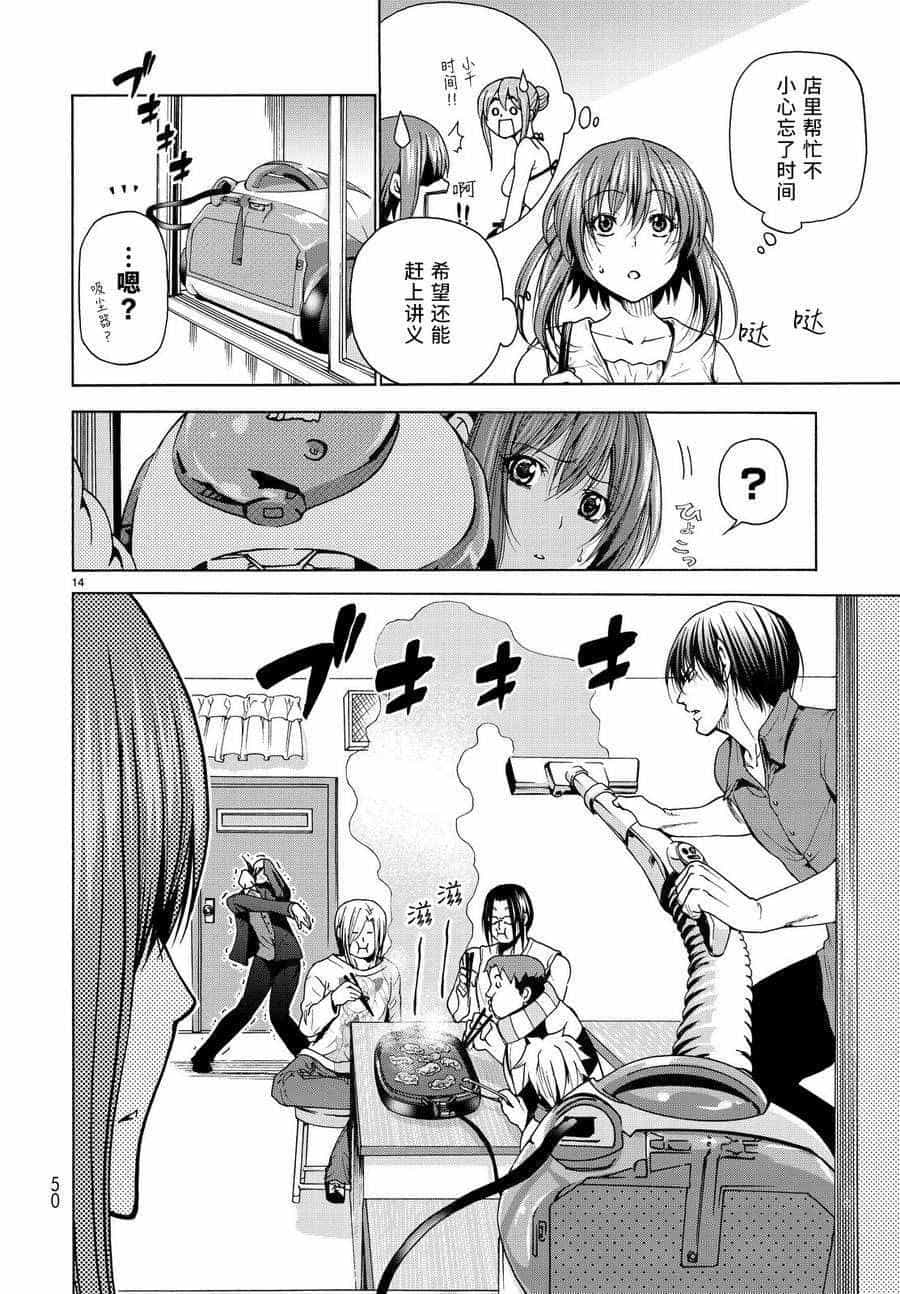 店里帮忙不
小心忘了时间
小千
时间!!
啊
!!
希望还能
赶上讲义
哒
哒
ブキキ
…嗯？
吸尘器？
？
ひょこっ
14
ブキキキ
滋
滋
50